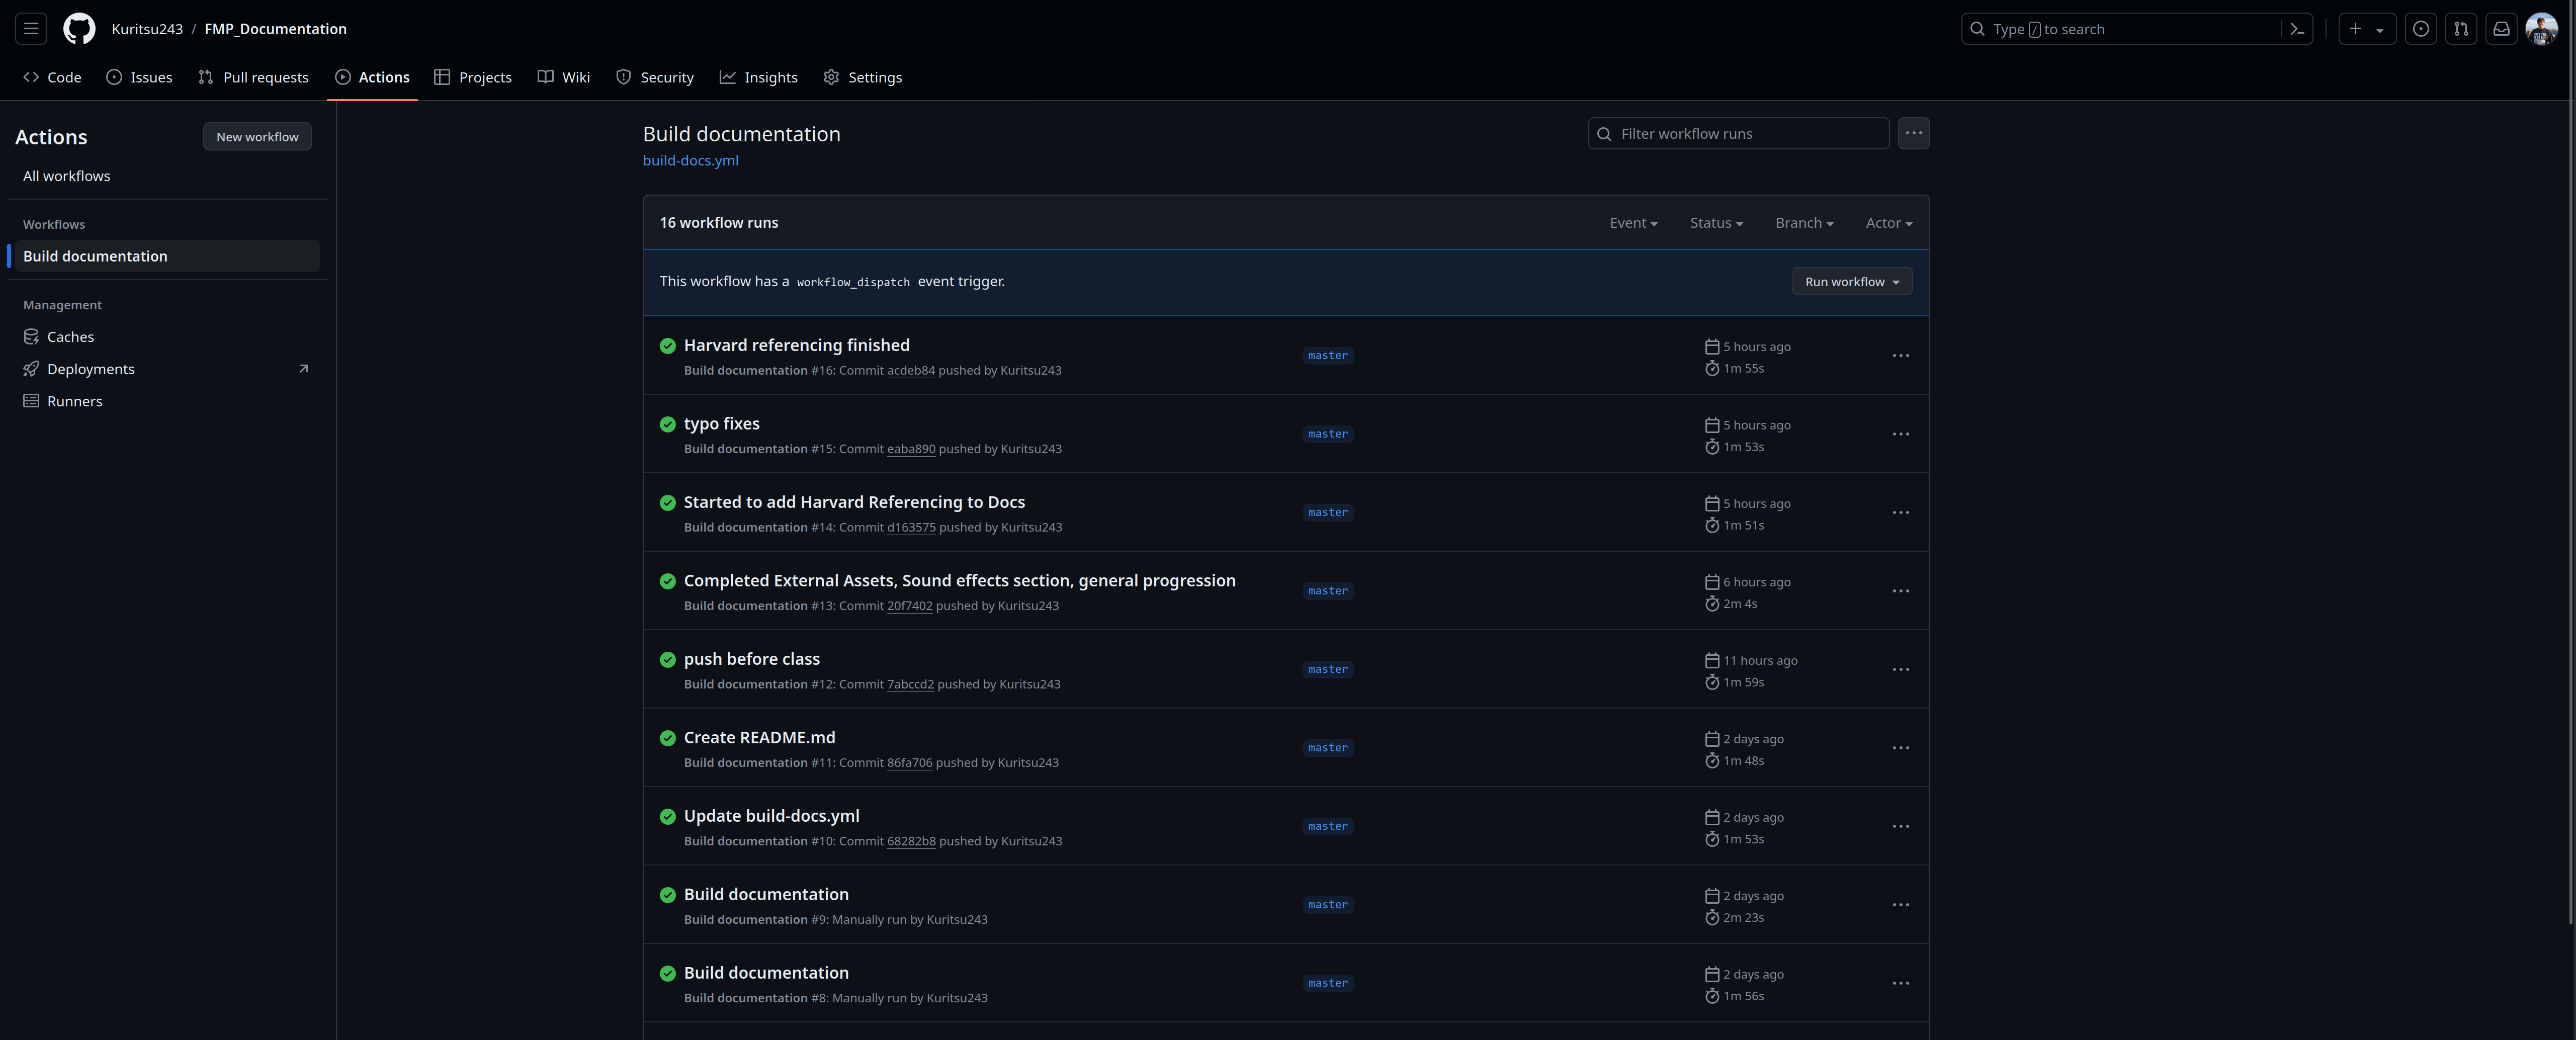 Kuritsu243 / FMP_Documentation
Type / to search
Code Issues Pull requests Actions Projects Wiki Security Insights Settings
Actions
New workflow
All workflows
Workflows
Build documentation
Management
Caches
Deployments
Runners
Build documentation
build-docs.yml
Filter workflow runs
16 workflow runs
Event Status Branch Actor
This workflow has a workflow_dispatch event trigger.
Run workflow
Harvard referencing finished
Build documentation #16: Commit acdeb84 pushed by Kuritsu243
master
5 hours ago
1m 55s
typo fixes
Build documentation #15: Commit eaba890 pushed by Kuritsu243
master
5 hours ago
1m 53s
Started to add Harvard Referencing to Docs
Build documentation #14: Commit d163575 pushed by Kuritsu243
master
5 hours ago
1m 51s
Completed External Assets, Sound effects section, general progression
Build documentation #13: Commit 20f7402 pushed by Kuritsu243
master
6 hours ago
2m 4s
push before class
Build documentation #12: Commit 7abccd2 pushed by Kuritsu243
master
11 hours ago
1m 59s
Create README.md
Build documentation #11: Commit 86fa706 pushed by Kuritsu243
master
2 days ago
1m 48s
Update build-docs.yml
Build documentation #10: Commit 68282b8 pushed by Kuritsu243
master
2 days ago
1m 53s
Build documentation
Build documentation #9: Manually run by Kuritsu243
master
2 days ago
2m 23s
Build documentation
Build documentation #8: Manually run by Kuritsu243
master
2 days ago
1m 56s